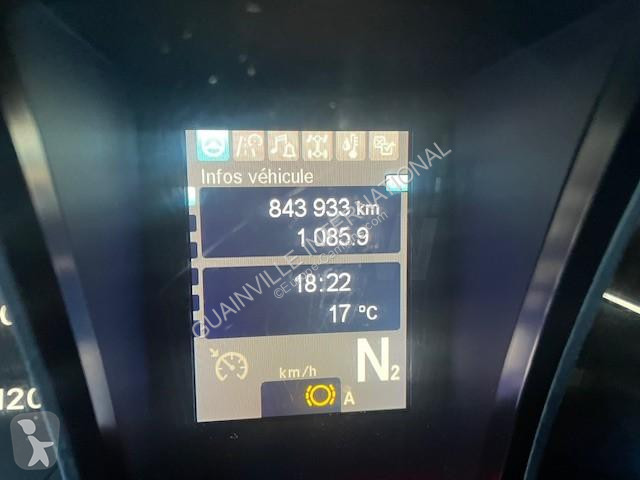 Infos véhicule
843 933 km
1 085.9
18:22
17 °C
km/h
N2
A
120
GUAINVILLE INTERNATIONAL